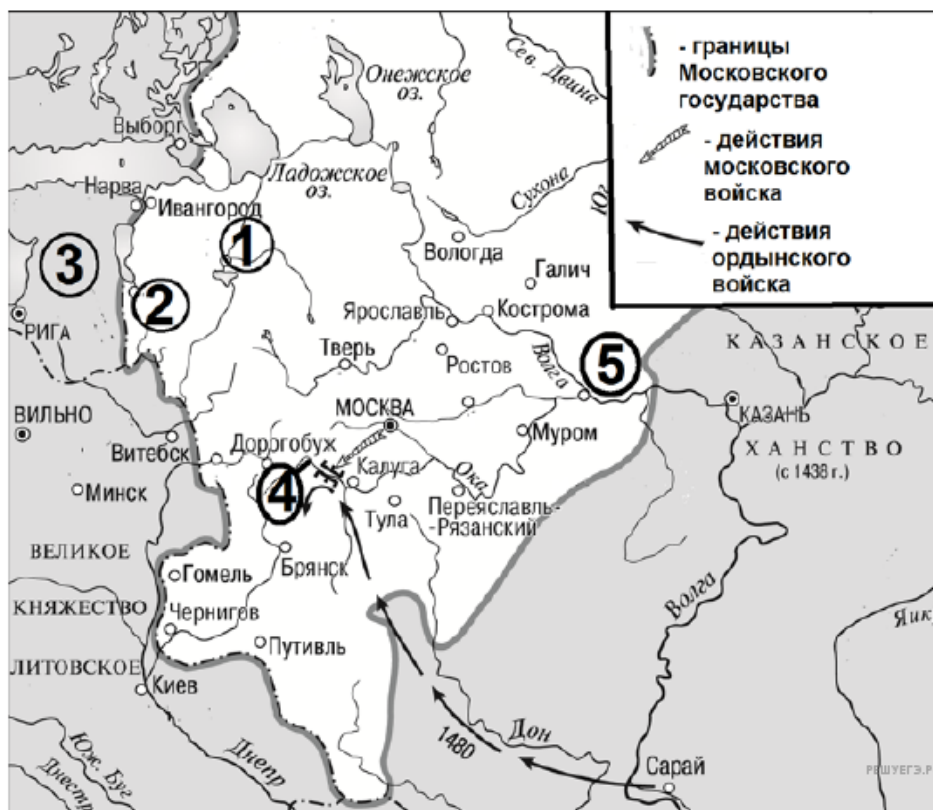 - границы
Московского
государства
- действия
московского
войска
- действия
ордынского
войска
Сев. Двина
Онежское
оз.
Выборг
Ладожское
оз.
Сухона
Юг
Нарва
Ивангород
1
Вологда
3
Галич
2
Ярославль
Кострома
РИГА
Тверь
Ростов
Волга
5
КАЗАНСКОЕ
ВИЛЬНО
МОСКВА
КАЗАНЬ
Витебск
Дорогобуж
Муром
ХАНСТВО
(с 1438 г.)
4
Калуга
Ока
Минск
Тула
Переяславль-
-Рязанский
ВЕЛИКОЕ
Брянск
Гомель
КНЯЖЕСТВО
Чернигов
Волга
Яик
Путивль
ЛИТОВСКОЕ
Киев
1480
Дон
Юж. Буг
Днестр
Днепр
Сарай
РЕШУЕГЭ.Р